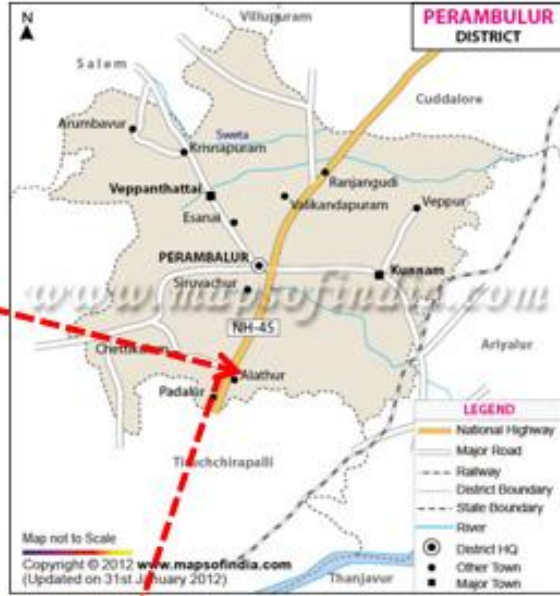 PERAMBULUR
DISTRICT
N
Villupuram
Salem
Cuddalore
Arumbavur
Sweta
Krisnapuram
Ranjangudi
Veppanthattai
Valikandapuram
Veppur
Esanai
PERAMBALUR
Kunnam
Siruvachur
www.mapsofindia.com
NH-45
Ariyalur
Alathur
Padalur
Tiruchchirapalli
LEGEND
National Highway
Major Road
Railway
District Boundary
State Boundary
River
District HQ
Other Town
Major Town
Map not to Scale
Copyright © 2012 www.mapsofindia.com
(Updated on 31st January 2012)
Thanjavur